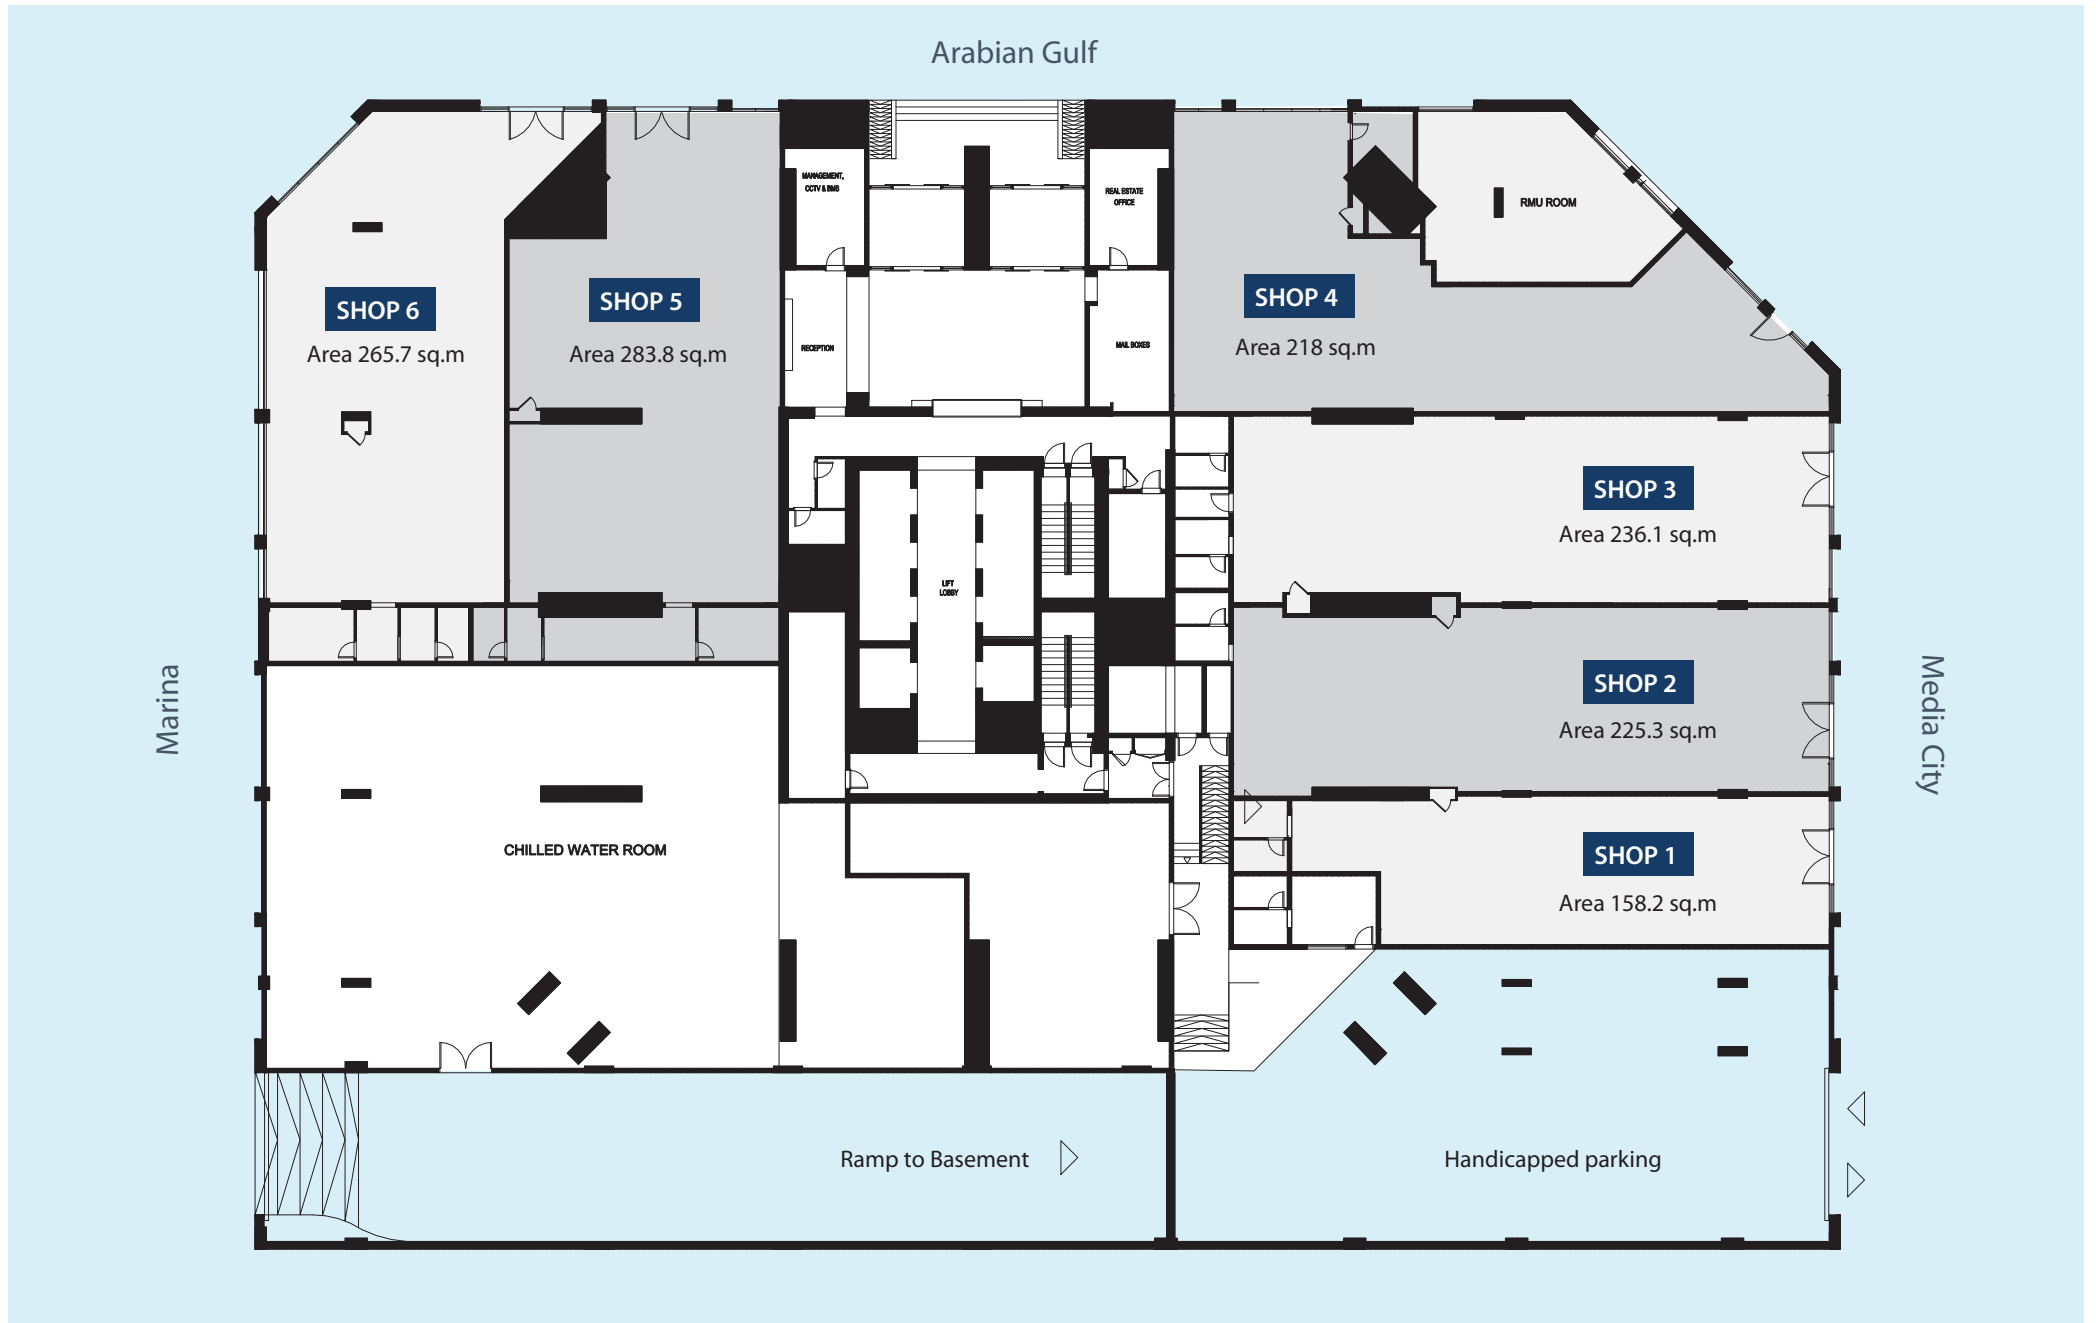 Arabian Gulf
MANAGEMENT,
CCTV & BMS
REAL ESTATE
OFFICE
RMU ROOM
SHOP 6
Area 265.7 sq.m
SHOP 5
Area 283.8 sq.m
RECEPTION
MAIL BOXES
SHOP 4
Area 218 sq.m
SHOP 3
Area 236.1 sq.m
LIFT
LOBBY
Marina
SHOP 2
Area 225.3 sq.m
Media City
CHILLED WATER ROOM
SHOP 1
Area 158.2 sq.m
Ramp to Basement
Handicapped parking